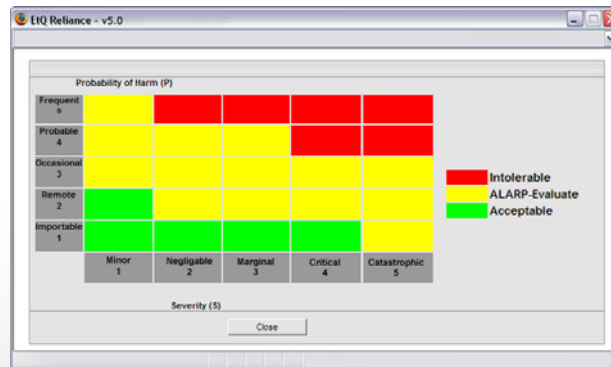 EtQ Reliance - v5.0
Probability of Harm (P)
Frequent
5
Probable
4
Occasional
3
Remote
2
Importable
1
Minor
1
Negligable
2
Marginal
3
Critical
4
Catastrophic
5
Intolerable
ALARP-Evaluate
Acceptable
Severity (S)
Close